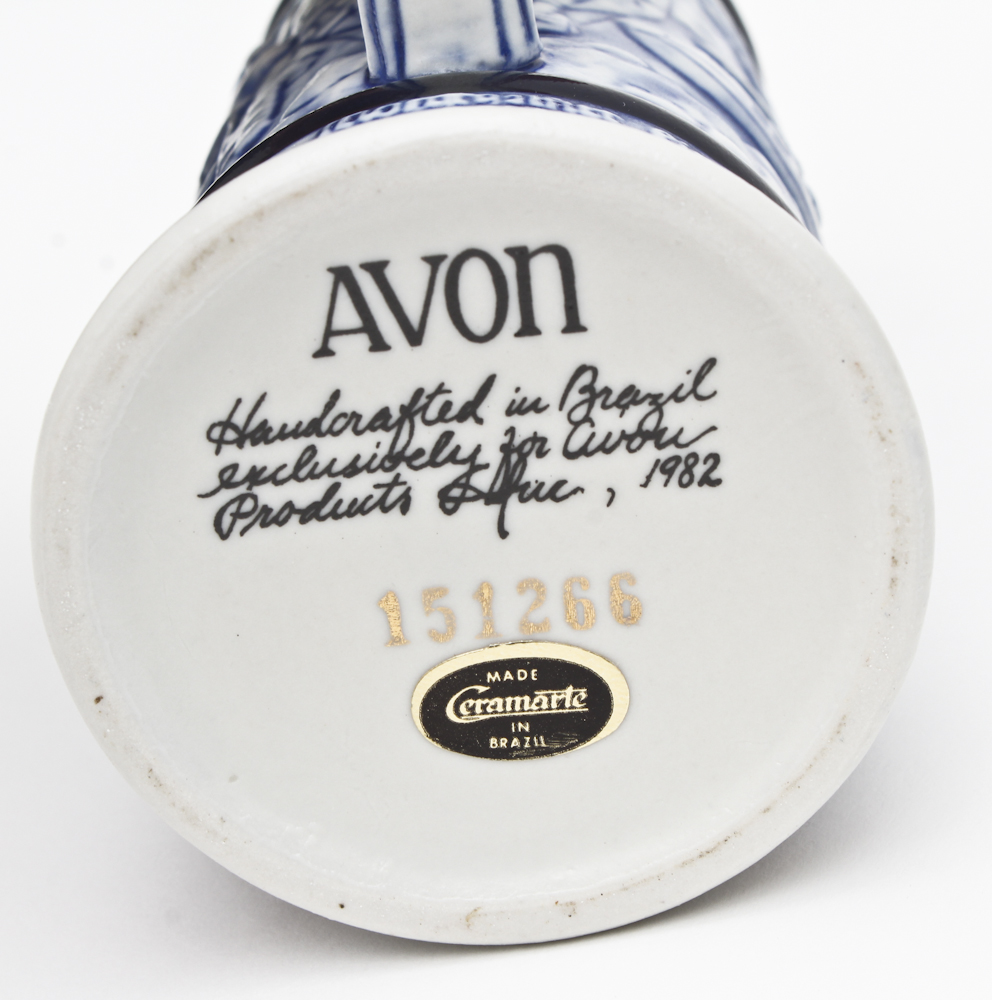 AVON
Handcrafted in Brazil
exclusively for Avon
Products Inc., 1982
151266
MADE
Ceramarte
IN
BRAZIL